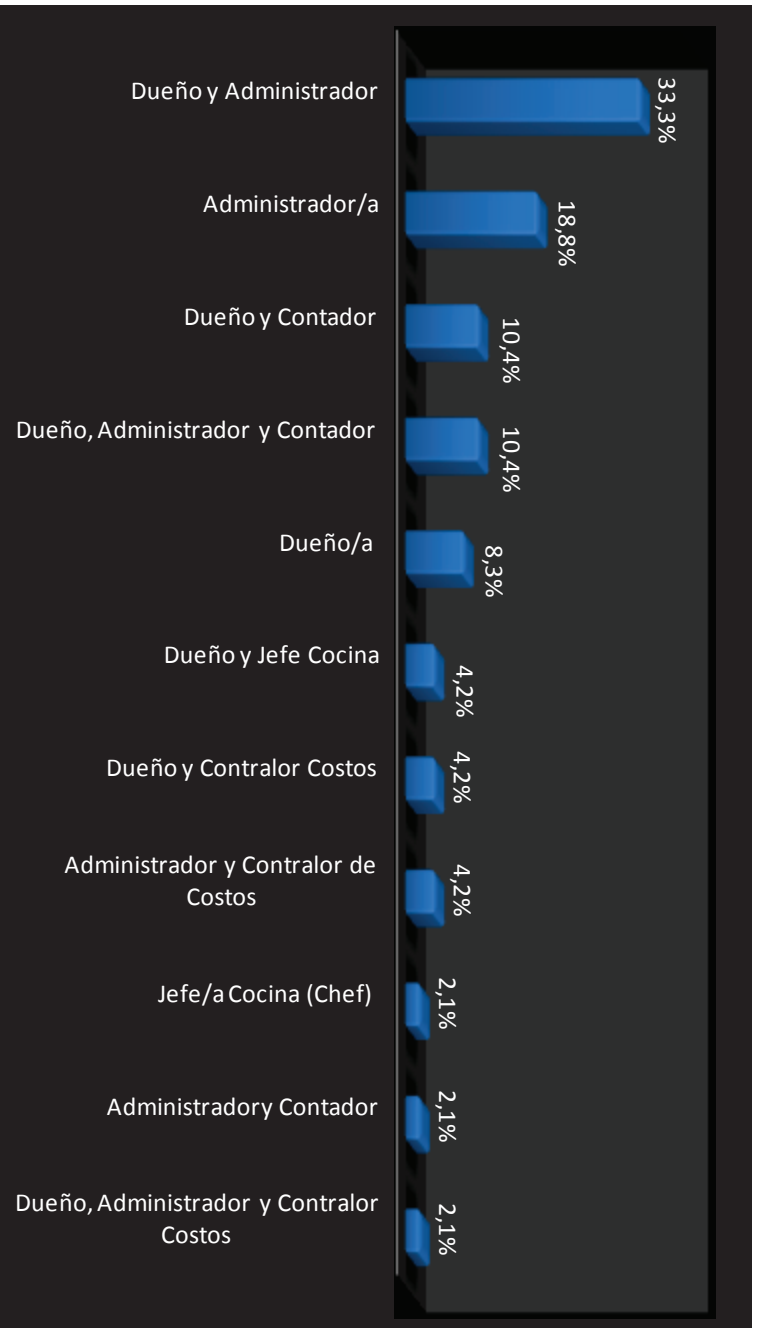 Dueño y Administrador
33,3%
Administrador/a
18,8%
Dueño y Contador
10,4%
Dueño, Administrador y Contador
10,4%
Dueño/a
8,3%
Dueño y Jefe Cocina
4,2%
Dueño y Contralor Costos
4,2%
Administrador y Contralor de
Costos
4,2%
Jefe/a Cocina (Chef)
2,1%
Administradory Contador
2,1%
Dueño, Administrador y Contralor
Costos
2,1%